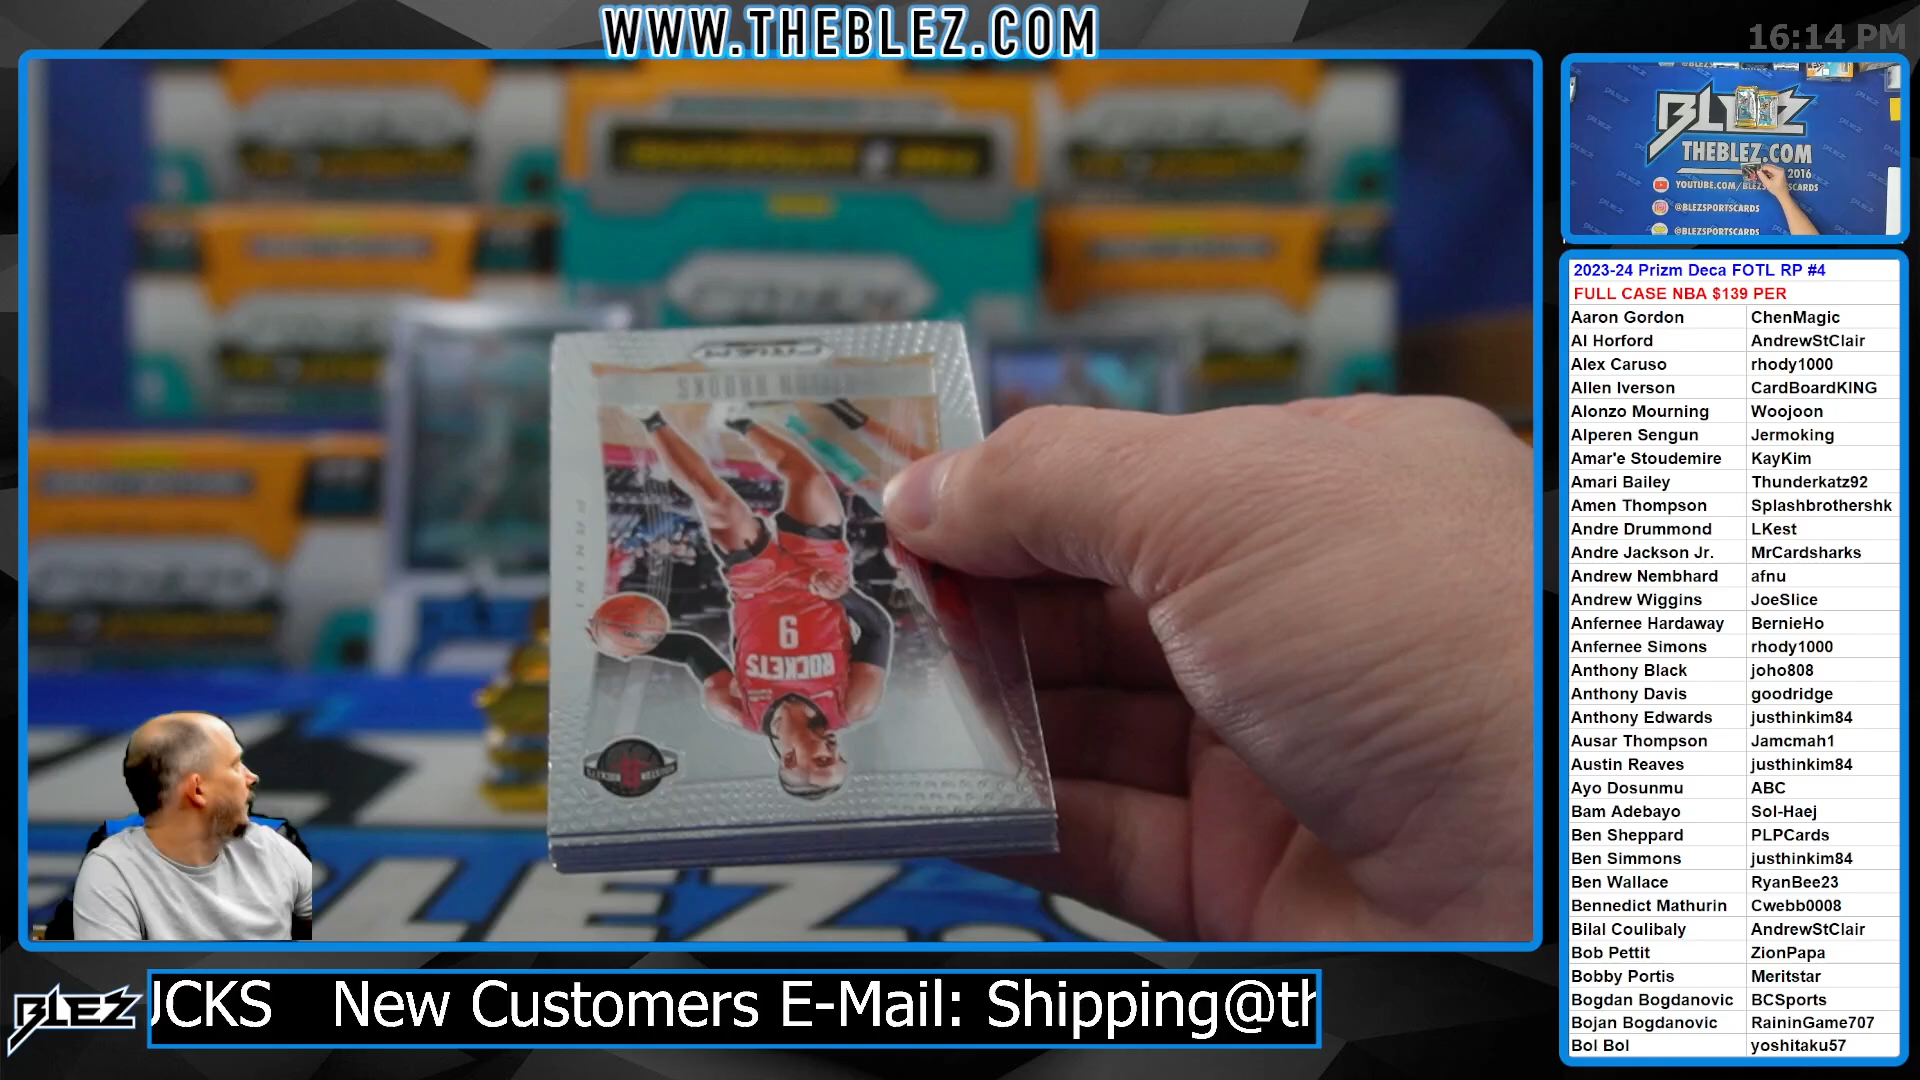 WWW.THEBLEZ.COM
16:14 PM
BLEZ
THEBLEZ.COM
2016
YOUTUBE.COM/BLEZSPORTSCARDS
@BLEZSPORTSCARDS
@BLEZSPORTSCARDS
2023-24 Prizm Deca FOTL RP #4
FULL CASE NBA $139 PER
Aaron Gordon ChenMagic
Al Horford AndrewStClair
Alex Caruso rhody1000
Allen Iverson CardBoardKING
Alonzo Mourning Woojoon
Alperen Sengun Jermoking
Amar'e Stoudemire KayKim
Amari Bailey Thunderkatz92
Amen Thompson Splashbrothershk
Andre Drummond LKest
Andre Jackson Jr. MrCardsharks
Andrew Nembhard afnu
Andrew Wiggins JoeSlice
Anfernee Hardaway BernieHo
Anfernee Simons rhody1000
Anthony Black joho808
Anthony Davis goodridge
Anthony Edwards justhinkim84
Ausar Thompson Jamcmah1
Austin Reaves justhinkim84
Ayo Dosunmu ABC
Bam Adebayo Sol-Haej
Ben Sheppard PLPCards
Ben Simmons justhinkim84
Ben Wallace RyanBee23
Bennedict Mathurin Cwebb0008
Bilal Coulibaly AndrewStClair
Bob Pettit ZionPapa
Bobby Portis Meritstar
Bogdan Bogdanovic BCSports
Bojan Bogdanovic RaininGame707
Bol Bol yoshitaku57
PRIZM
DILLON BROOKS
9
ROCKETS
BLEZ
UCKS New Customers E-Mail: Shipping@th